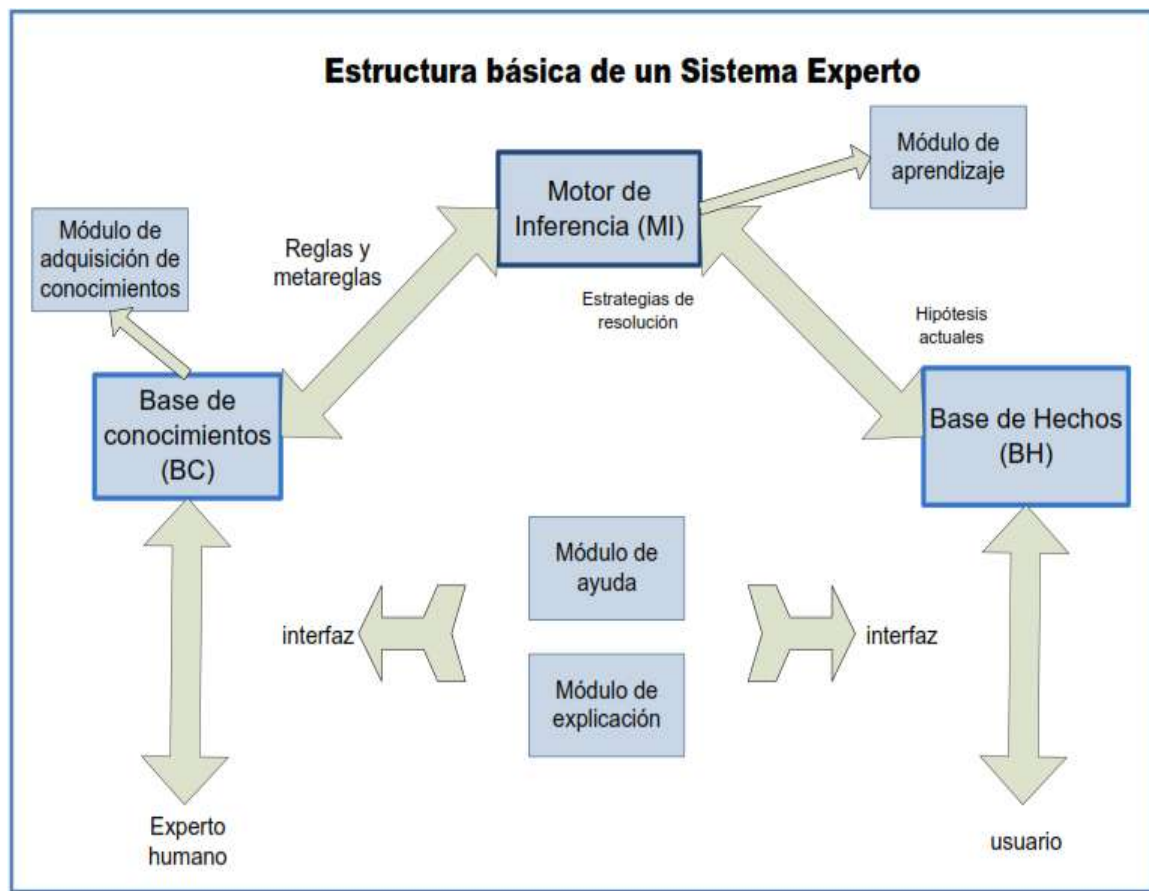 Estructura básica de un Sistema Experto
Módulo de
aprendizaje
Motor de
Inferencia (MI)
Módulo de
adquisición de
conocimientos
Reglas y
metareglas
Estrategias de
resolución
Hipótesis
actuales
Base de
conocimientos
(BC)
Base de Hechos
(BH)
Módulo de
ayuda
interfaz
interfaz
Módulo de
explicación
Experto
humano
usuario